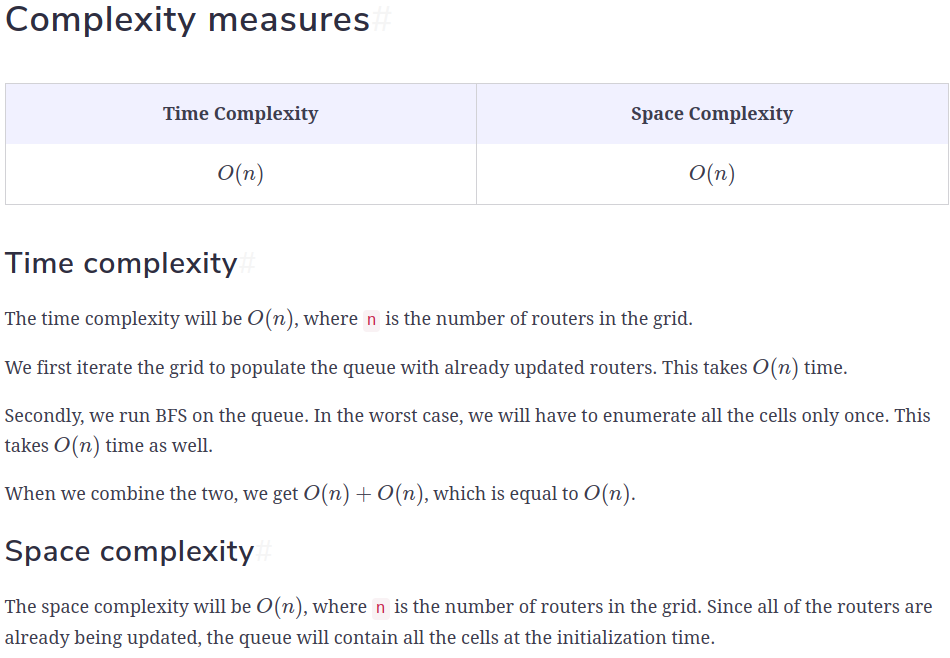 Complexity measures#
Time Complexity
Space Complexity
O(n)
O(n)
Time complexity#
The time complexity will be O(n), where n is the number of routers in the grid.
We first iterate the grid to populate the queue with already updated routers. This takes O(n) time.
Secondly, we run BFS on the queue. In the worst case, we will have to enumerate all the cells only once. This
takes O(n) time as well.
When we combine the two, we get O(n) + O(n), which is equal to O(n).
Space complexity#
The space complexity will be O(n), where n is the number of routers in the grid. Since all of the routers are
already being updated, the queue will contain all the cells at the initialization time.